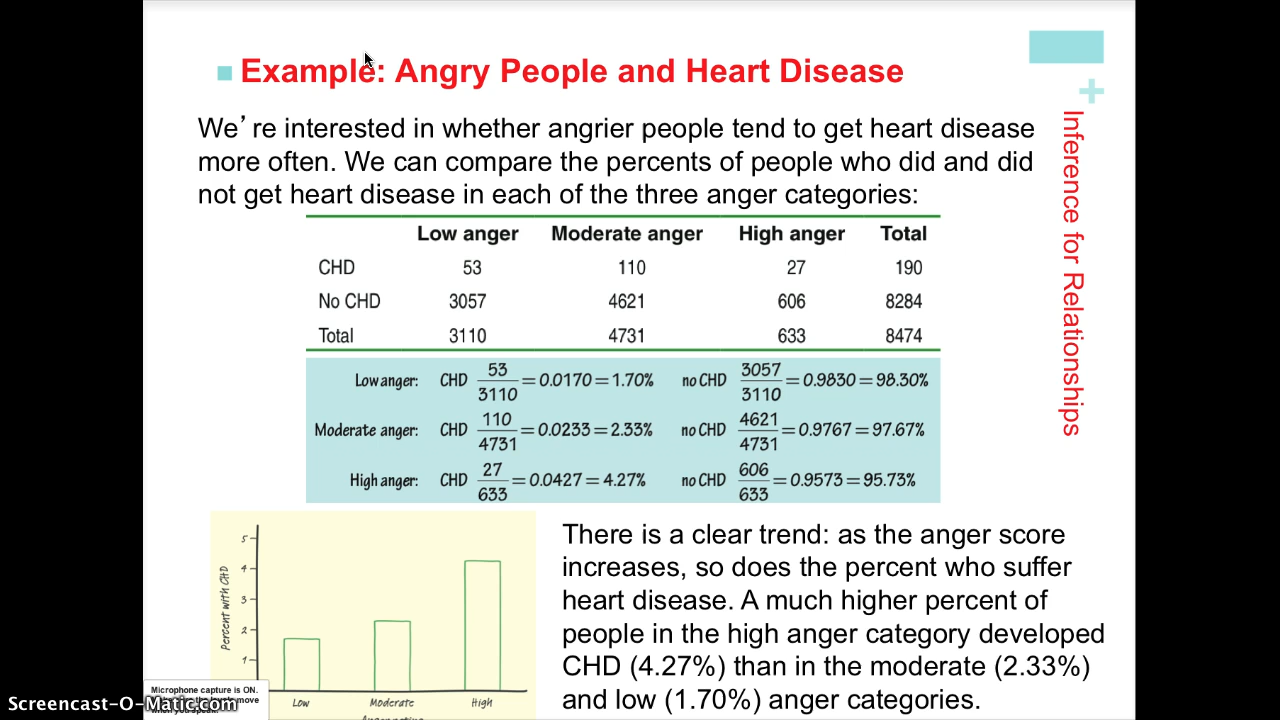 Example: Angry People and Heart Disease
We’re interested in whether angrier people tend to get heart disease
more often. We can compare the percents of people who did and did
not get heart disease in each of the three anger categories:
Low anger Moderate anger High anger Total
CHD 53 110 27 190
No CHD 3057 4621 606 8284
Total 3110 4731 633 8474
Low anger: CHD 53/3110 = 0.0170 = 1.70% no CHD 3057/3110 = 0.9830 = 98.30%
Moderate anger: CHD 110/4731 = 0.0233 = 2.33% no CHD 4621/4731 = 0.9767 = 97.67%
High anger: CHD 27/633 = 0.0427 = 4.27% no CHD 606/633 = 0.9573 = 95.73%
Percent with CHD
5
4
3
2
1
Low Moderate High
There is a clear trend: as the anger score
increases, so does the percent who suffer
heart disease. A much higher percent of
people in the high anger category developed
CHD (4.27%) than in the moderate (2.33%)
and low (1.70%) anger categories.
+
Inference for Relationships
Microphone capture is ON.
move
Screencast-O-Matic.com